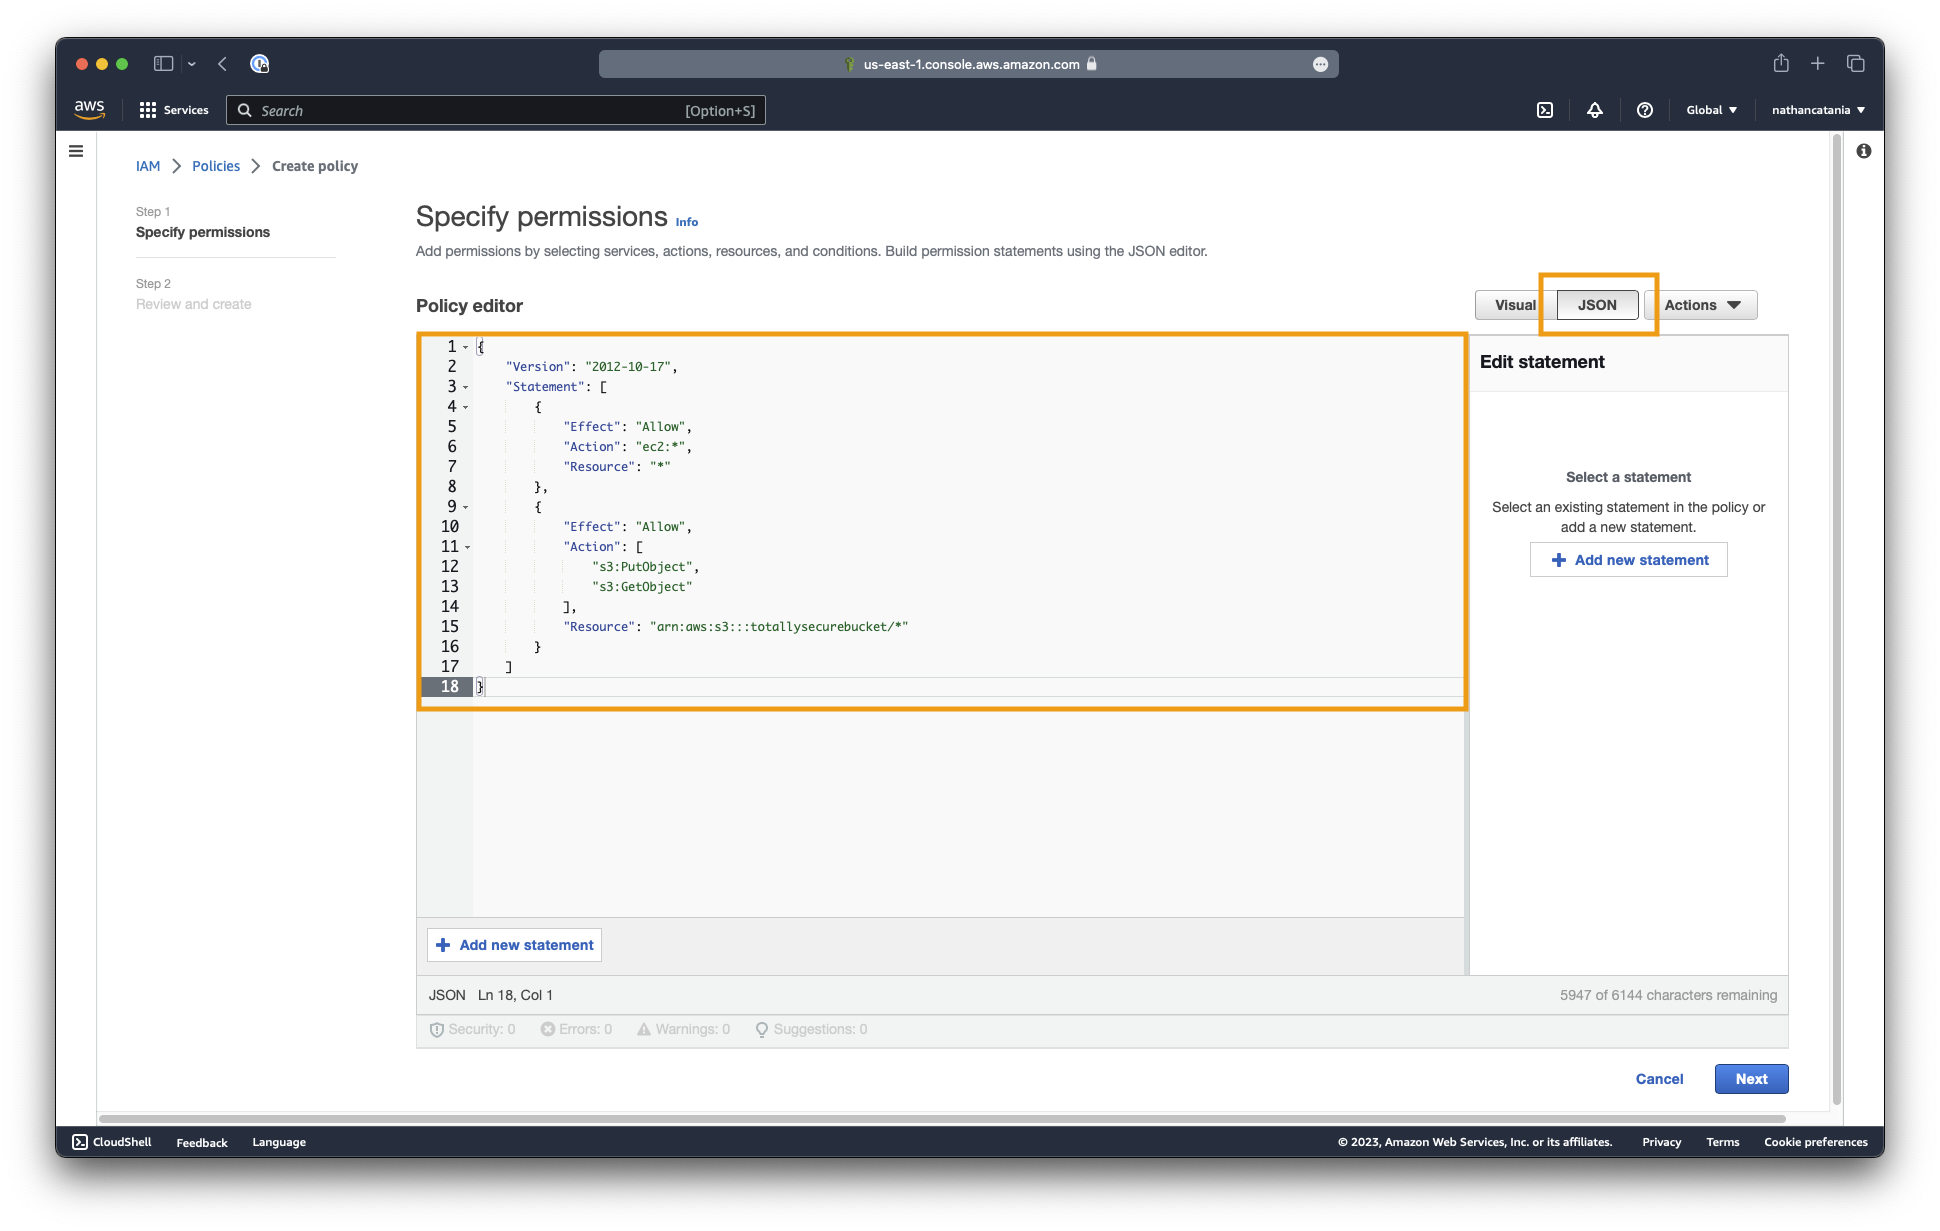 us-east-1.console.aws.amazon.com
aws
Services
Search
[Option+S]
Global
nathancatania
IAM
Policies
Create policy
Step 1
Specify permissions
Step 2
Review and create
Specify permissions Info
Add permissions by selecting services, actions, resources, and conditions. Build permission statements using the JSON editor.
Policy editor
Visual
JSON
Actions
1 {
2 "Version": "2012-10-17",
3 "Statement": [
4 {
5 "Effect": "Allow",
6 "Action": "ec2:*",
7 "Resource": "*"
8 },
9 {
10 "Effect": "Allow",
11 "Action": [
12 "s3:PutObject",
13 "s3:GetObject"
14 ],
15 "Resource": "arn:aws:s3:::totallysecurebucket/*"
16 }
17 ]
18 }
Edit statement
Select a statement
Select an existing statement in the policy or
add a new statement.
+ Add new statement
+ Add new statement
JSON Ln 18, Col 1
5947 of 6144 characters remaining
Security: 0
Errors: 0
Warnings: 0
Suggestions: 0
Cancel
Next
CloudShell
Feedback
Language
© 2023, Amazon Web Services, Inc. or its affiliates.
Privacy
Terms
Cookie preferences